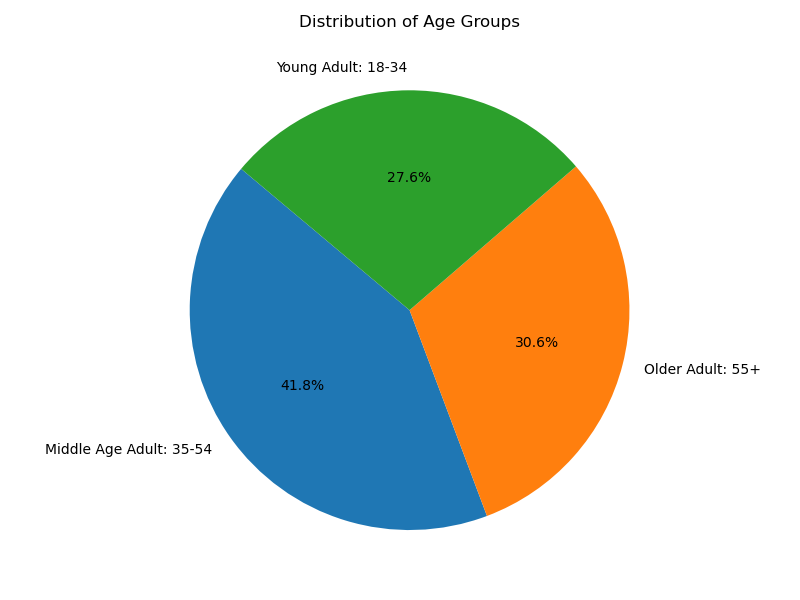 Distribution of Age Groups
Young Adult: 18-34
27.6%
30.6%
Older Adult: 55+
41.8%
Middle Age Adult: 35-54